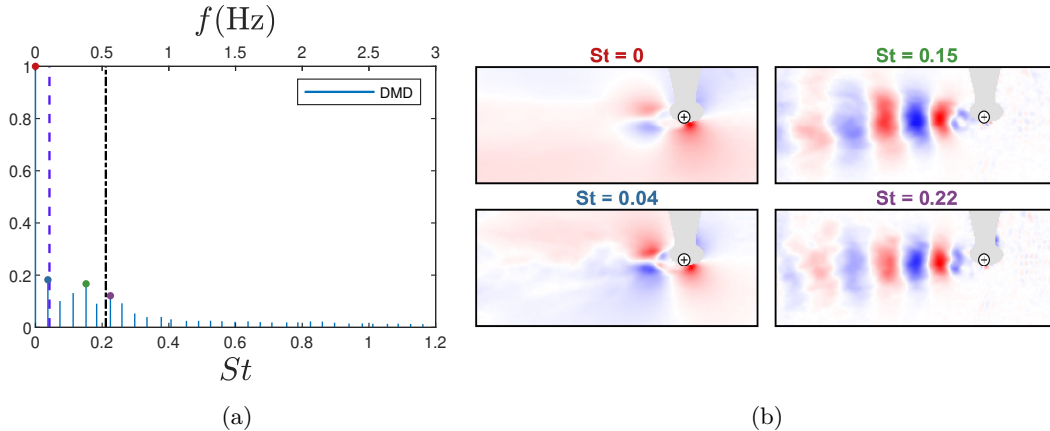 f(Hz)
0 0.5 1 1.5 2 2.5 3
1
0.8
0.6
0.4
0.2
0
DMD
0 0.2 0.4 0.6 0.8 1 1.2
St
(a)
St = 0 St = 0.15
St = 0.04 St = 0.22
(b)